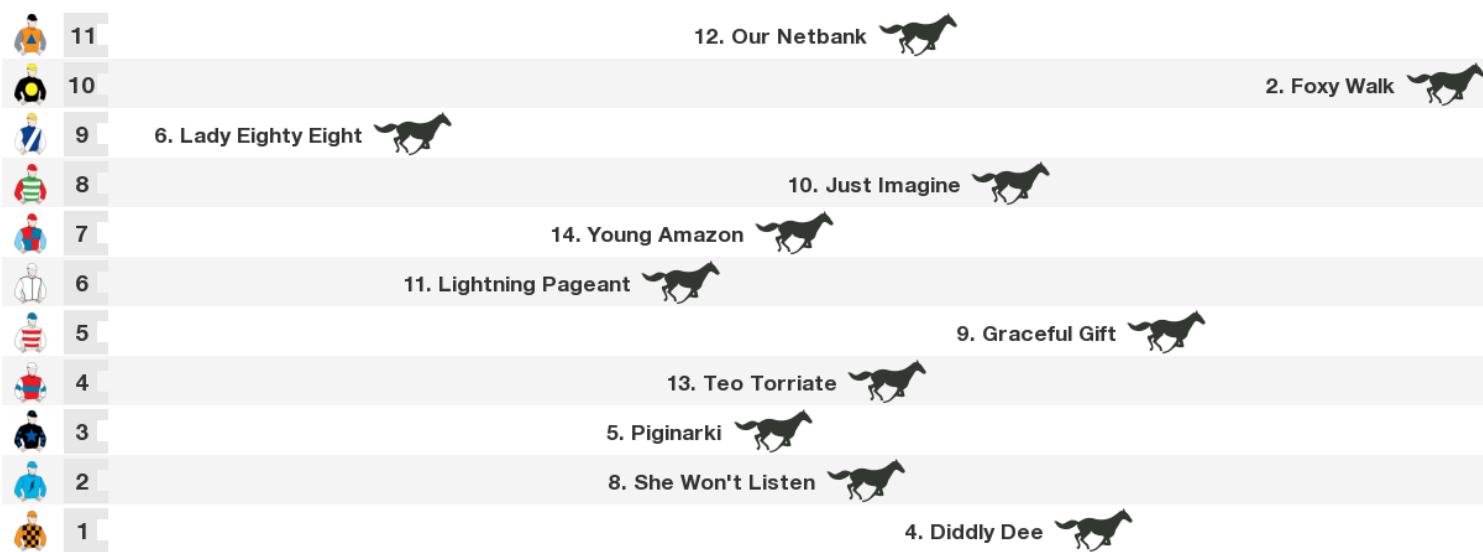 11 12. Our Netbank
10 2. Foxy Walk
9 6. Lady Eighty Eight
8 10. Just Imagine
7 14. Young Amazon
6 11. Lightning Pageant
5 9. Graceful Gift
4 13. Teo Torriate
3 5. Piginarki
2 8. She Won't Listen
1 4. Diddly Dee